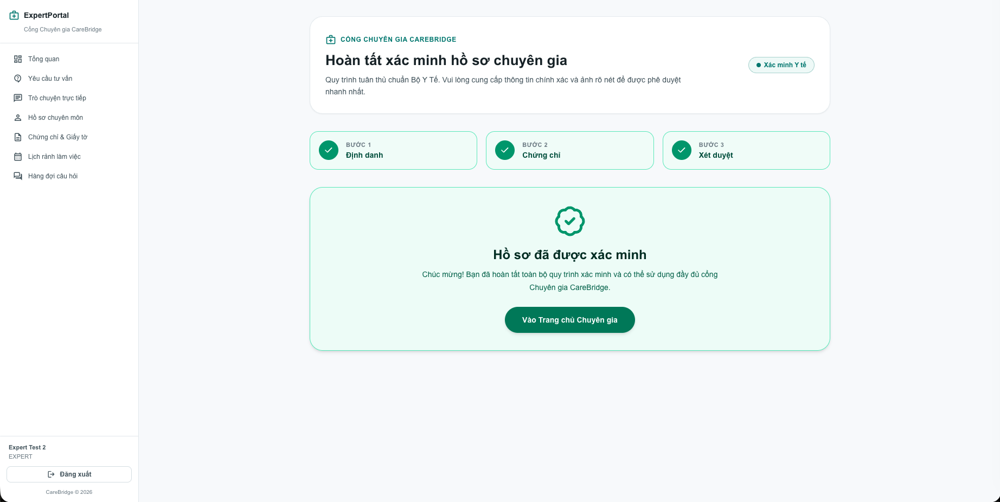 ExpertPortal
Cổng Chuyên gia CareBridge
Tổng quan
Yêu cầu tư vấn
Trò chuyện trực tiếp
Hồ sơ chuyên môn
Chứng chỉ & Giấy tờ
Lịch rảnh làm việc
Hàng đợi câu hỏi
Expert Test 2
EXPERT
Đăng xuất
CareBridge © 2026
CỔNG CHUYÊN GIA CAREBRIDGE
Hoàn tất xác minh hồ sơ chuyên gia
Quy trình tuân thủ chuẩn Bộ Y Tế. Vui lòng cung cấp thông tin chính xác và ảnh rõ nét để được phê duyệt
nhanh nhất.
Xác minh Y tế
BƯỚC 1
Định danh
BƯỚC 2
Chứng chỉ
BƯỚC 3
Xét duyệt
Hồ sơ đã được xác minh
Chúc mừng! Bạn đã hoàn tất toàn bộ quy trình xác minh và có thể sử dụng đầy đủ cổng
Chuyên gia CareBridge.
Vào Trang chủ Chuyên gia